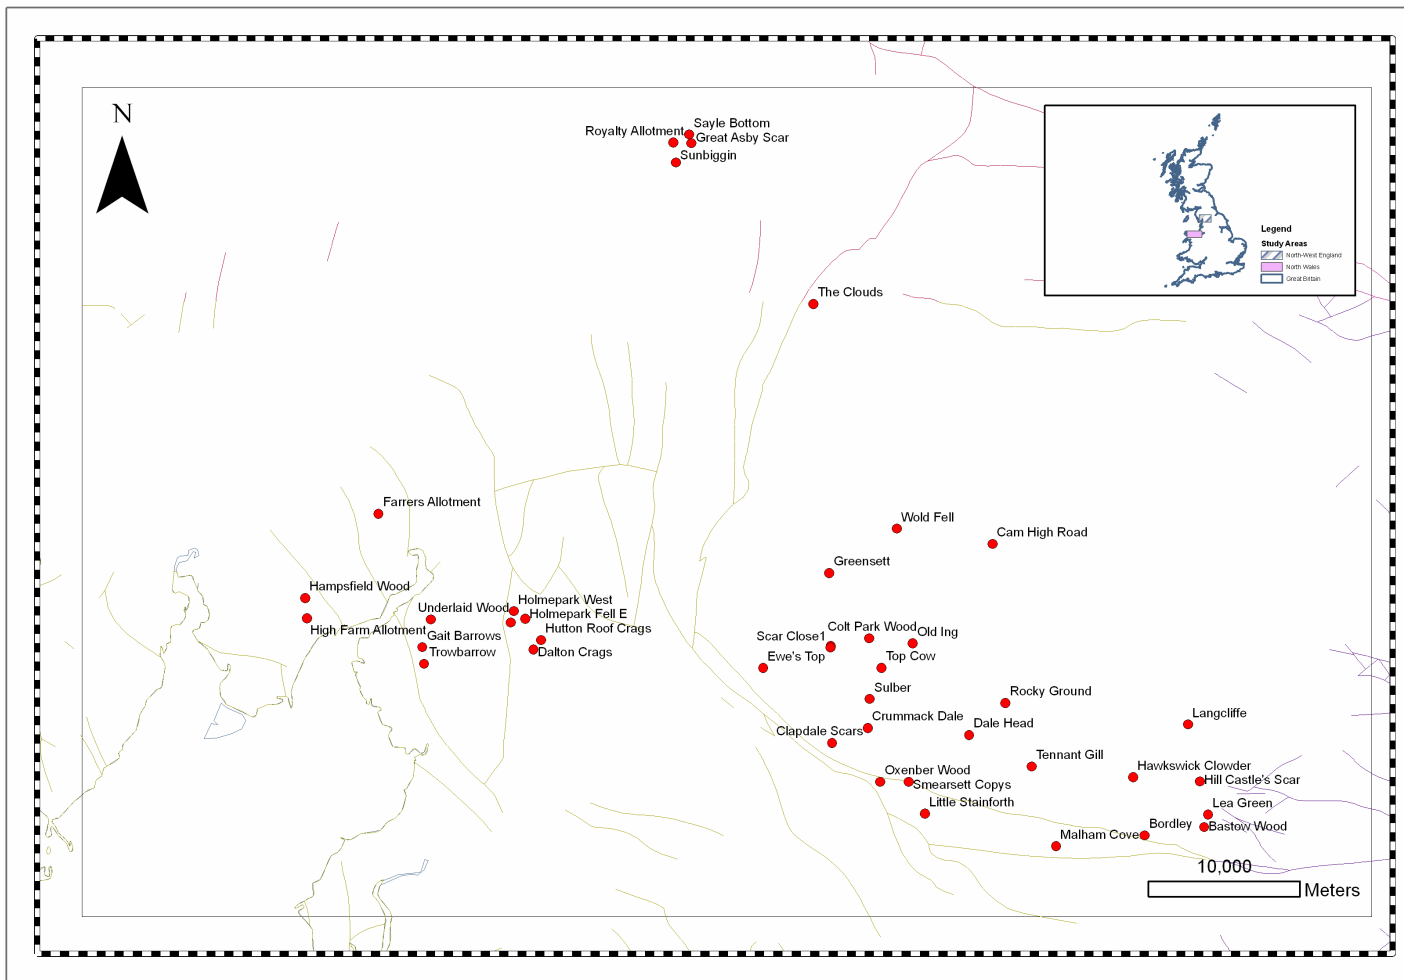 N
Sayle Bottom
Royalty Allotment
Great Asby Scar
Sunbiggin
Legend
Study Areas
North-West England
North Wales
Great Britain
The Clouds
Farrers Allotment
Wold Fell
Cam High Road
Greensett
Hampsfield Wood
Holmepark West
Underlaid Wood
Holmepark Fell E
High Farm Allotment
Hutton Roof Crags
Gait Barrows
Trowbarrow
Dalton Crags
Colt Park Wood
Old Ing
Scar Close1
Ewe's Top
Top Cow
Sulber
Rocky Ground
Crummack Dale
Langcliffe
Dale Head
Clapdale Scars
Tennant Gill
Hawkswick Clowder
Oxenber Wood
Hill Castle's Scar
Smearsett Copys
Little Stainforth
Lea Green
Bordley
Bastow Wood
Malham Cove
10,000
Meters